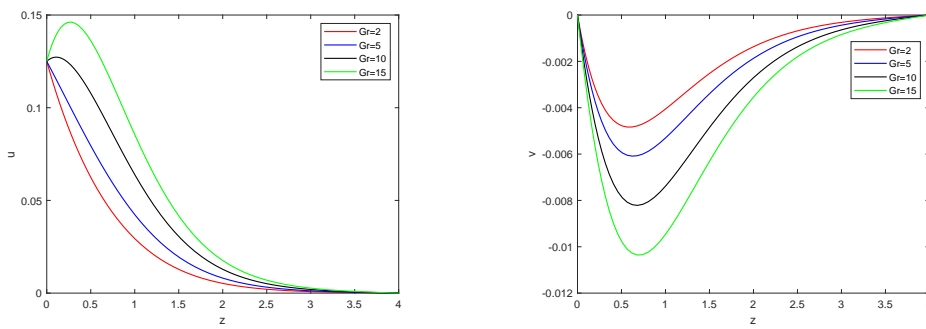 0.15
0.1
0.05
0
u
0 0.5 1 1.5 2 2.5 3 3.5 4
z
Gr=2
Gr=5
Gr=10
Gr=15
0
-0.002
-0.004
-0.006
-0.008
-0.01
-0.012
v
0 0.5 1 1.5 2 2.5 3 3.5
z
Gr=2
Gr=5
Gr=10
Gr=15